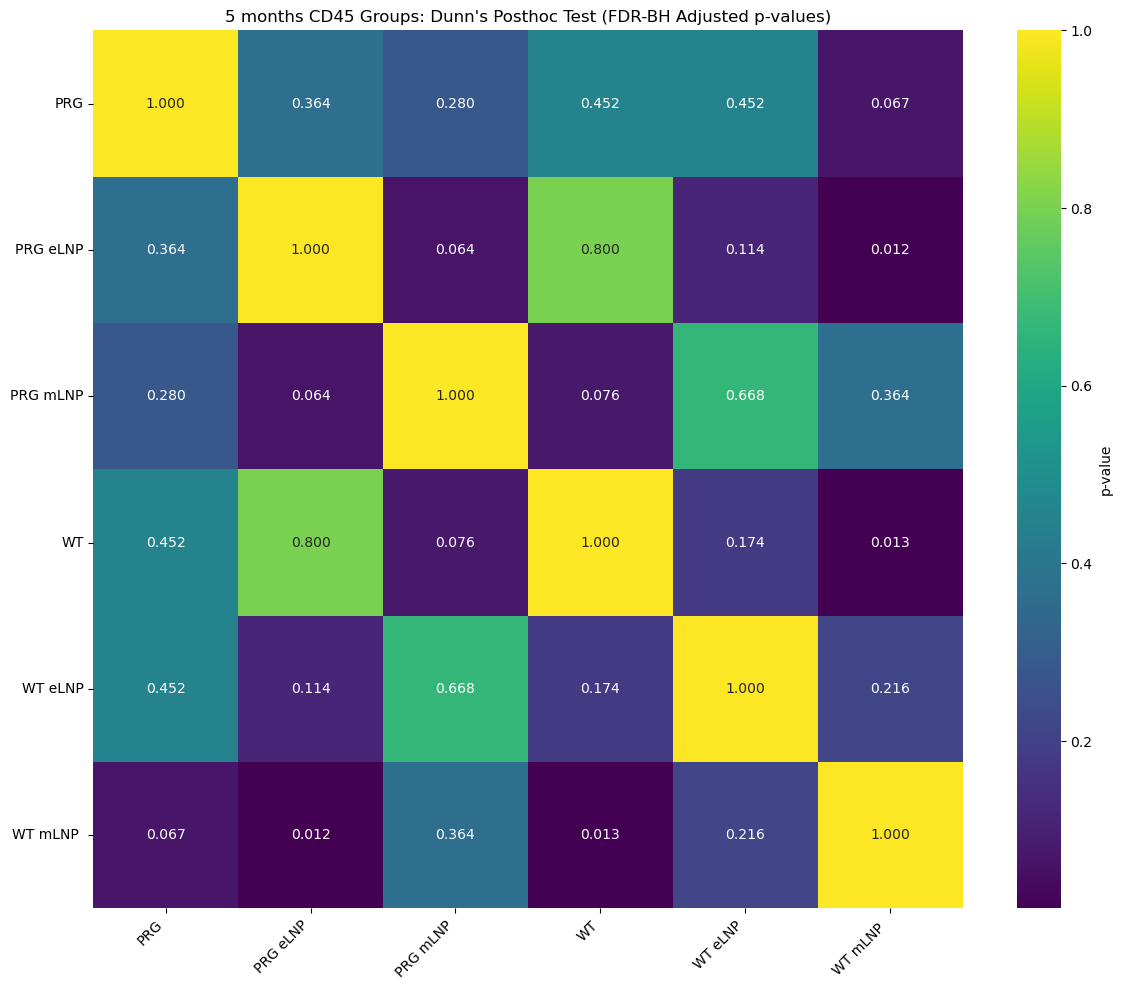 5 months CD45 Groups: Dunn's Posthoc Test (FDR-BH Adjusted p-values)
PRG 1.000 0.364 0.280 0.452 0.452 0.067
PRG eLNP 0.364 1.000 0.064 0.800 0.114 0.012
PRG mLNP 0.280 0.064 1.000 0.076 0.668 0.364
WT 0.452 0.800 0.076 1.000 0.174 0.013
WT eLNP 0.452 0.114 0.668 0.174 1.000 0.216
WT mLNP 0.067 0.012 0.364 0.013 0.216 1.000
PRG PRG eLNP PRG mLNP WT WT eLNP WT mLNP
1.0
0.8
0.6
0.4
0.2
p-value